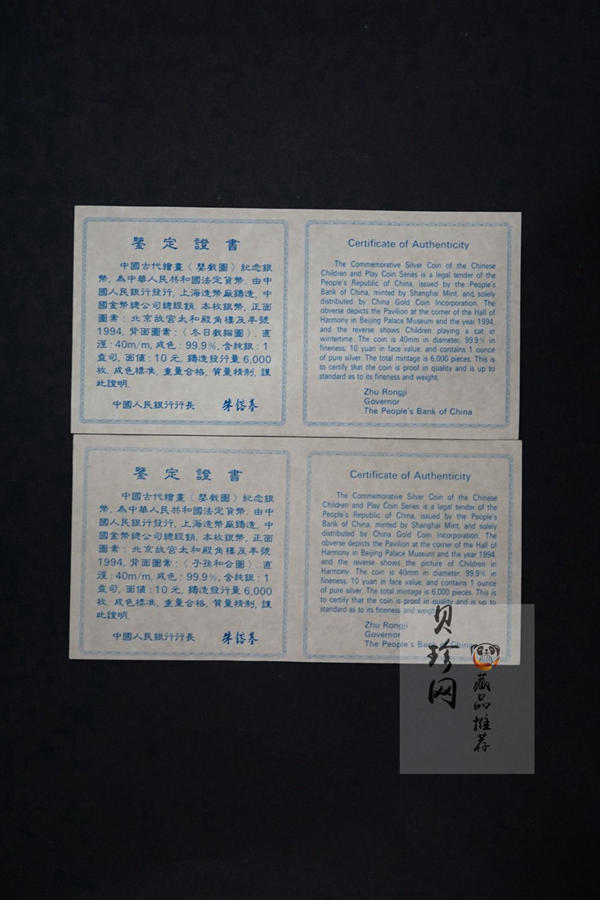 鑒定證書
中國古代繪畫《嬰戲圖》紀念銀
幣,為中華人民共和國法定貨幣,由中
國人民銀行發行,上海造幣廠鑄造,中
國金幣總公司總經銷.本枚銀幣,正面
圖案:北京故宮太和殿角樓及年號
1994,背面圖案:《冬日戲貓圖》.直
徑:40m/m,成色:99.9%,含純銀:1
盎司,面值:10元,鑄造發行量6,000
枚.成色標准,重量合格,質量精制,謹
此證明.
中國人民銀行行長 朱鎔基
Certificate of Authenticity
The Commemorative Silver Coin of the Chinese
Children and Play Coin Series is a legal tender of the
People's Republic of China, issued by the People's
Bank of China, minted by Shanghai Mint, and, solely
distributed by China Gold Coin Incorporation. The
obverse depicts the Pavilion at the corner of the Hall of
Harmony in Beijing Palace Museum and the year 1994,
and the reverse shows Children playing a cat in
wintertime. The coin is 40mm in diameter, 99.9% in
fineness, 10 yuan in face value, and contains 1 ounce
of pure silver. The total mintage is 6,000 pieces. This is
to certify that the coin is proof in quality and is up to
standard as to its fineness and weight.
Zhu Rongji
Governor
The People's Bank of China
鑒定證書
中國古代繪畫《嬰戲圖》紀念銀
幣,為中華人民共和國法定貨幣,由中
國人民銀行發行,上海造幣廠鑄造,中
國金幣總公司總經銷.本枚銀幣,正面
圖案:北京故宮太和殿角樓及年號
1994,背面圖案:《子孫和合圖》.直
徑:40m/m,成色:99.9%,含純銀:1
盎司,面值:10元,鑄造發行量6,000
枚.成色標准,重量合格,質量精制,謹
此證明.
中國人民銀行行長 朱鎔基
Certificate of Authenticity
The Commemorative Silver Coin of the Chinese
Children and Play Coin Series is a legal tender of the
People's Republic of China, issued by the People's
Bank of China, minted by Shanghai Mint, and, solely
distributed by China Gold Coin Incorporation. The
obverse depicts the Pavilion at the corner of the Hall of
Harmony in Beijing Palace Museum and the year 1994
and the reverse shows the picture of Children in
Harmony. The coin is 40mm in diameter, 99.9% in
fineness, 10 yuan in face value, and contains 1 ounce
of pure silver. The total mintage is 6,000 pieces. This is
to certify that the coin is proof in quality and is up to
standard as to its fineness and weight.
Zhu Rongji
Governor
The People's Bank of China
贝珍网
藏品推荐